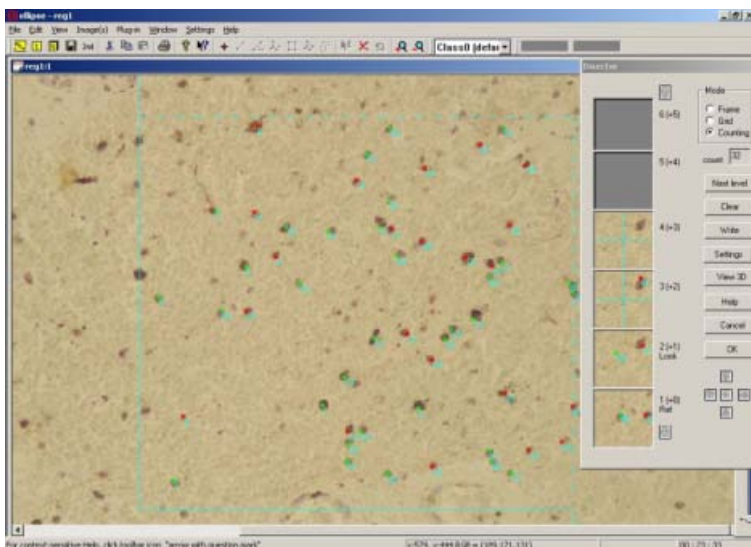 ellipse - reg1
File Edit View Image(s) Plug-in Window Settings Help
Class0 (defau
reg1:1
6 (+5)
5 (+4)
4 (+3)
3 (+2)
2 (+1)
Look
1 (+0)
Ref
Mode
Frame
Grid
Counting
count 32
Next level
Clear
Write
Settings
View 3D
Help
Cancel
OK
For context sensitive Help, click toolbar icon "arrow with question mark"